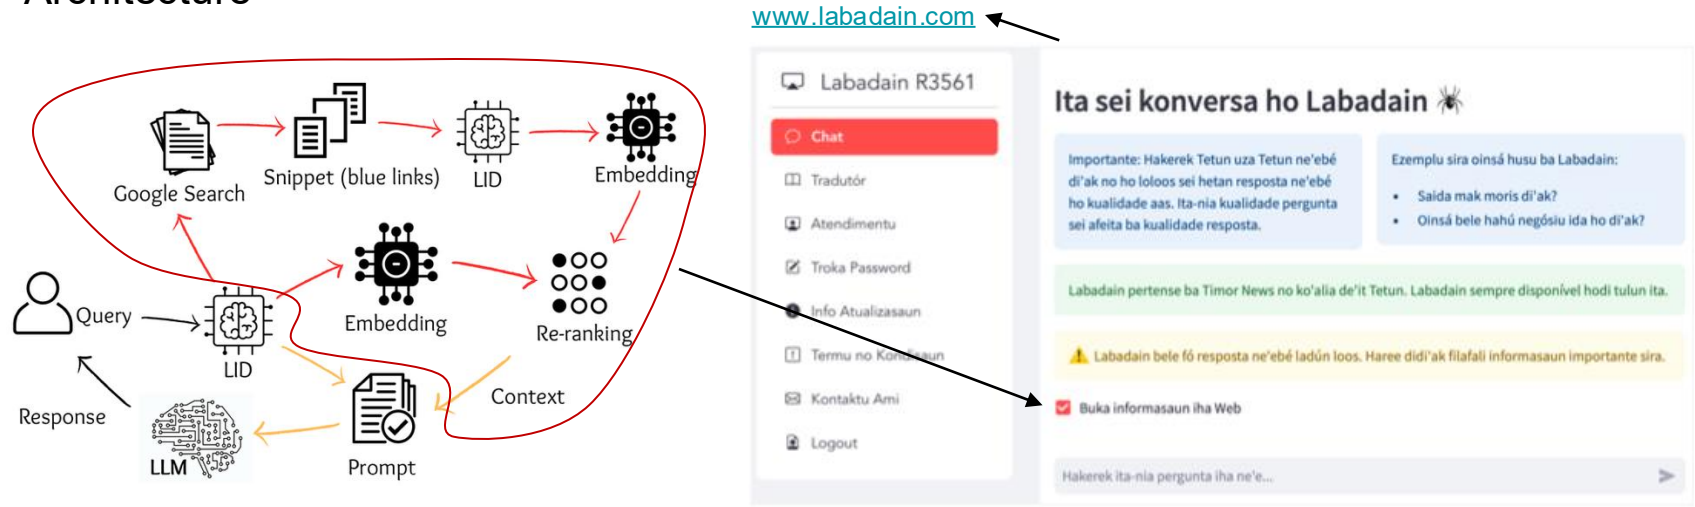 Architecture
www.labadain.com
Google Search
Snippet (blue links)
LID
Embedding
Query
LID
Embedding
Re-ranking
Context
Response
LLM
Prompt
Labadain R3561
Chat
Tradutór
Atendimentu
Troka Password
Info Atualizasaun
Termu no Kondisaun
Kontaktu Ami
Logout
Ita sei konversa ho Labadain
Importante: Hakerek Tetun uza Tetun ne'ebé
di'ak no ho loloos sei hetan resposta ne'ebé
ho kualidade aas. Ita-nia kualidade pergunta
sei afeita ba kualidade resposta.
Ezemplu sira oinsá husu ba Labadain:
• Saida mak moris di'ak?
• Oinsá bele hahú negósiu ida ho di'ak?
Labadain pertense ba Timor News no ko'alia de'it Tetun. Labadain sempre disponível hodi tulun ita.
Labadain bele fó resposta ne'ebé ladún loos. Haree didi'ak filafali informasaun importante sira.
Buka informasaun iha Web
Hakerek ita-nia pergunta iha ne'e...